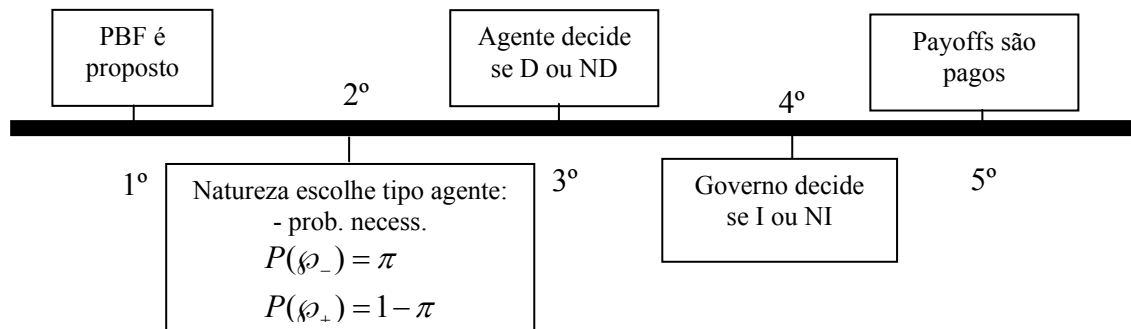 PBF é
proposto
1º
2º
Natureza escolhe tipo agente:
- prob. necess.
P(℘₋) = π
P(℘₊) = 1 − π
Agente decide
se D ou ND
3º
4º
Governo decide
se I ou NI
Payoffs são
pagos
5º